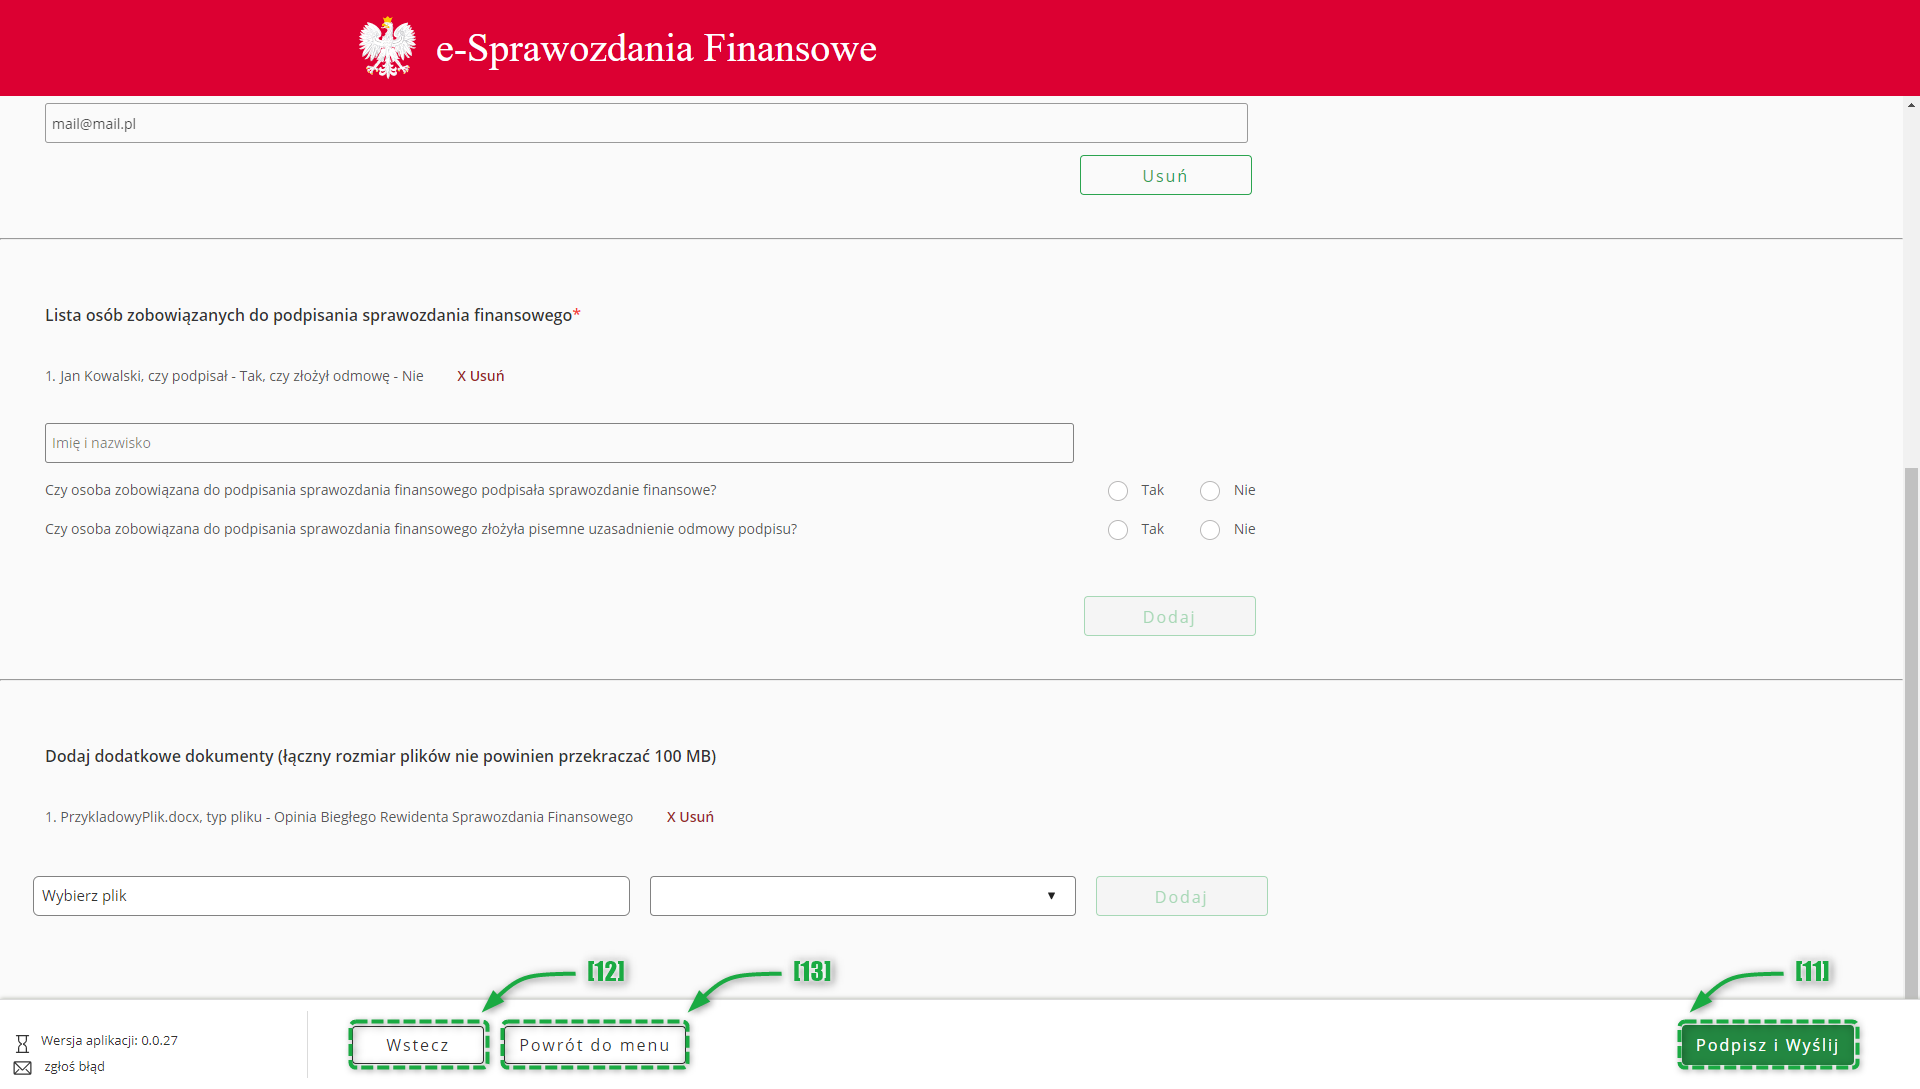 e-Sprawozdania Finansowe
mail@mail.pl
Usuń
Lista osób zobowiązanych do podpisania sprawozdania finansowego*
1. Jan Kowalski, czy podpisał - Tak, czy złożył odmowę - Nie X Usuń
Imię i nazwisko
Czy osoba zobowiązana do podpisania sprawozdania finansowego podpisała sprawozdanie finansowe? Tak Nie
Czy osoba zobowiązana do podpisania sprawozdania finansowego złożyła pisemne uzasadnienie odmowy podpisu? Tak Nie
Dodaj
Dodaj dodatkowe dokumenty (łączny rozmiar plików nie powinien przekraczać 100 MB)
1. PrzykladowyPlik.docx, typ pliku - Opinia Biegłego Rewidenta Sprawozdania Finansowego X Usuń
Wybierz plik Dodaj
[12] [13] [11]
Wersja aplikacji: 0.0.27
zgłoś błąd
Wstecz Powrót do menu Podpisz i Wyślij